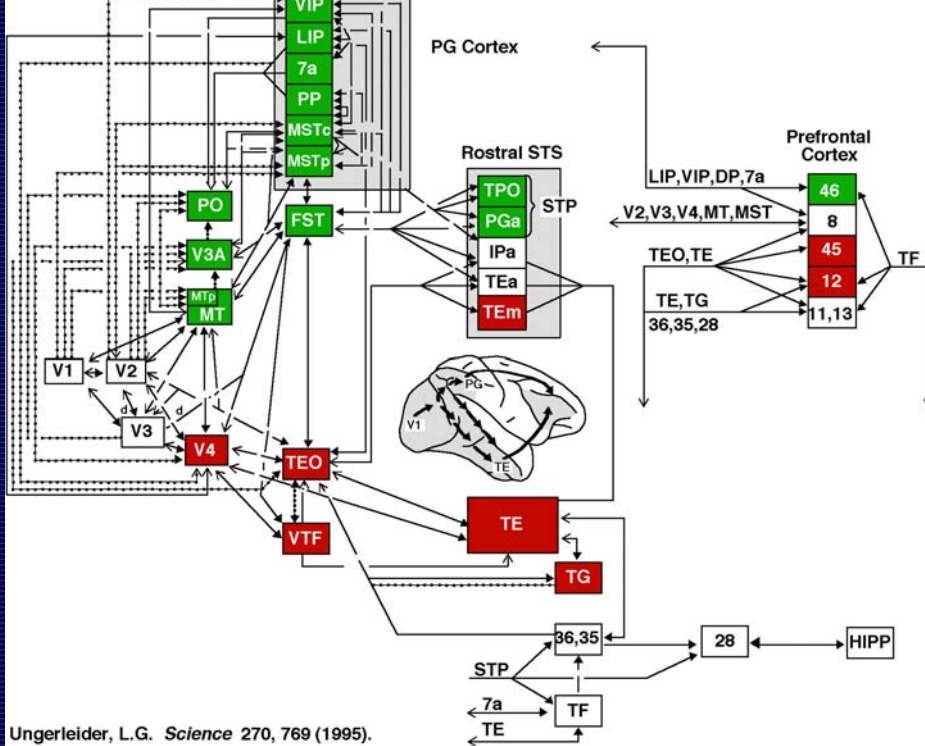 VIP
LIP
7a
PP
MSTc
MSTp
PG Cortex
Rostral STS
TPO
PGa
STP
IPa
TEa
TEm
Prefrontal
Cortex
46
8
45
12
11,13
LIP,VIP,DP,7a
V2,V3,V4,MT,MST
TEO,TE
TE,TG
36,35,28
TF
PO
FST
V3A
MTp
MT
V1
V2
d
d
V3
V4
TEO
VTF
PG
V1
TE
TE
TG
36,35
28
HIPP
STP
7a
TF
TE
Ungerleider, L.G. Science 270, 769 (1995).